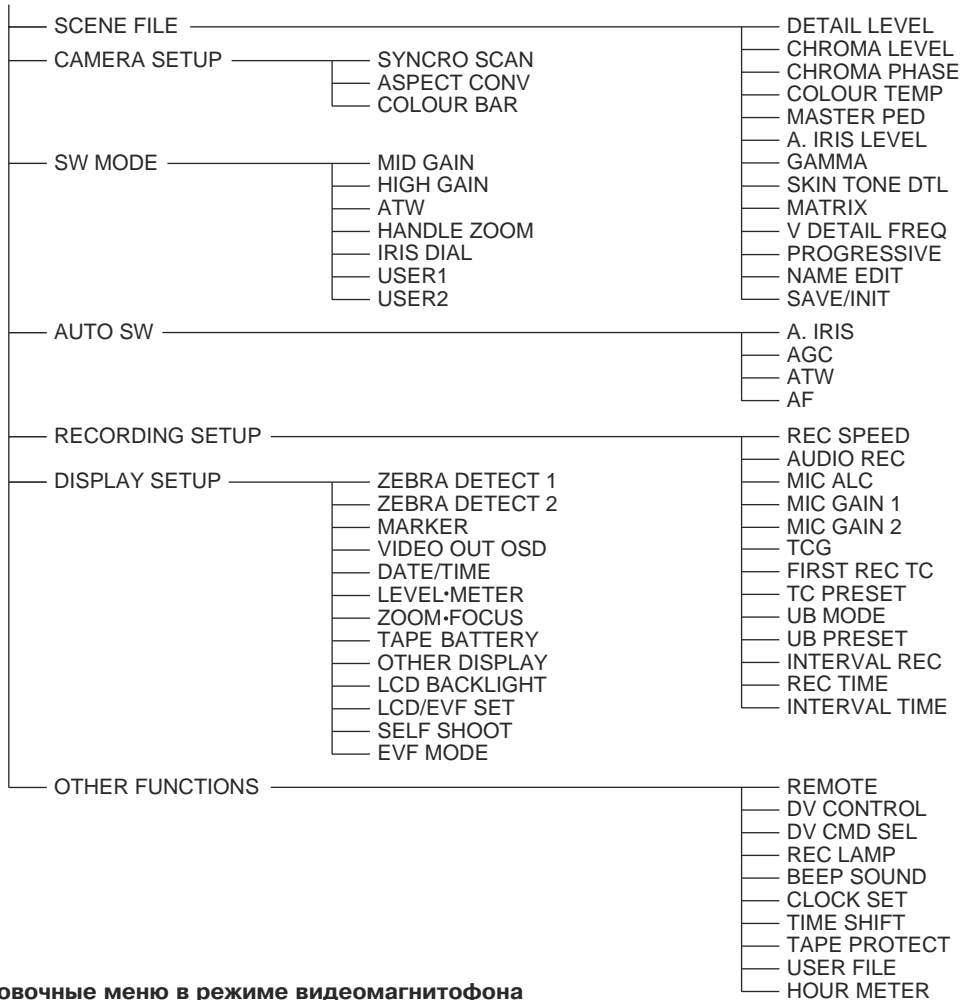 SCENE FILE
DETAIL LEVEL
CHROMA LEVEL
CHROMA PHASE
COLOUR TEMP
MASTER PED
A. IRIS LEVEL
GAMMA
SKIN TONE DTL
MATRIX
V DETAIL FREQ
PROGRESSIVE
NAME EDIT
SAVE/INIT
CAMERA SETUP
SYNCRO SCAN
ASPECT CONV
COLOUR BAR
SW MODE
MID GAIN
HIGH GAIN
ATW
HANDLE ZOOM
IRIS DIAL
USER1
USER2
AUTO SW
A. IRIS
AGC
ATW
AF
RECORDING SETUP
REC SPEED
AUDIO REC
MIC ALC
MIC GAIN 1
MIC GAIN 2
TCG
FIRST REC TC
TC PRESET
UB MODE
UB PRESET
INTERVAL REC
REC TIME
INTERVAL TIME
DISPLAY SETUP
ZEBRA DETECT 1
ZEBRA DETECT 2
MARKER
VIDEO OUT OSD
DATE/TIME
LEVEL•METER
ZOOM•FOCUS
TAPE BATTERY
OTHER DISPLAY
LCD BACKLIGHT
LCD/EVF SET
SELF SHOOT
EVF MODE
OTHER FUNCTIONS
REMOTE
DV CONTROL
DV CMD SEL
REC LAMP
BEEP SOUND
CLOCK SET
TIME SHIFT
TAPE PROTECT
USER FILE
HOUR METER
овочные меню в режиме видеомагнитофона